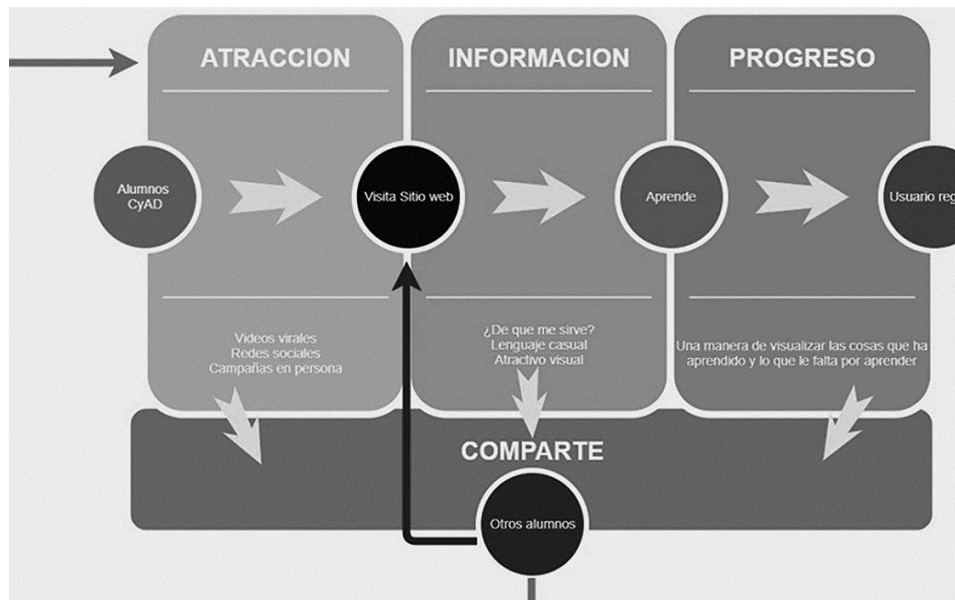 ATRACCION
INFORMACION
PROGRESO
Alumnos
CyAD
Visita Sitio web
Aprende
Usuario reg
Videos virales
Redes sociales
Campañas en persona
¿De que me sirve?
Lenguaje casual
Atractivo visual
Una manera de visualizar las cosas que ha
aprendido y lo que le falta por aprender
COMPARTE
Otros alumnos